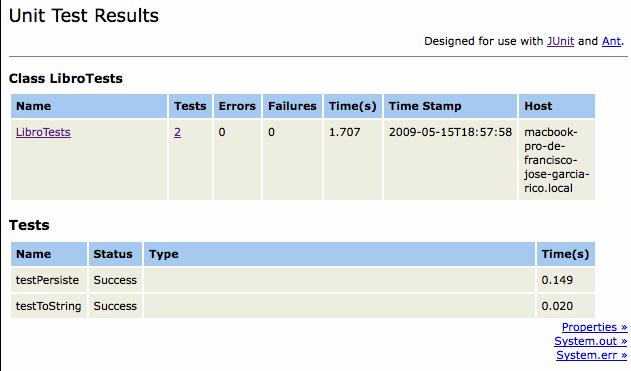 Unit Test Results
Designed for use with JUnit and Ant.
Class LibroTests
Name Tests Errors Failures Time(s) Time Stamp Host
LibroTests 2 0 0 1.707 2009-05-15T18:57:58 macbook-
pro-de-
francisco-
jose-garcia-
rico.local
Tests
Name Status Type Time(s)
testPersiste Success 0.149
testToString Success 0.020
Properties »
System.out »
System.err »